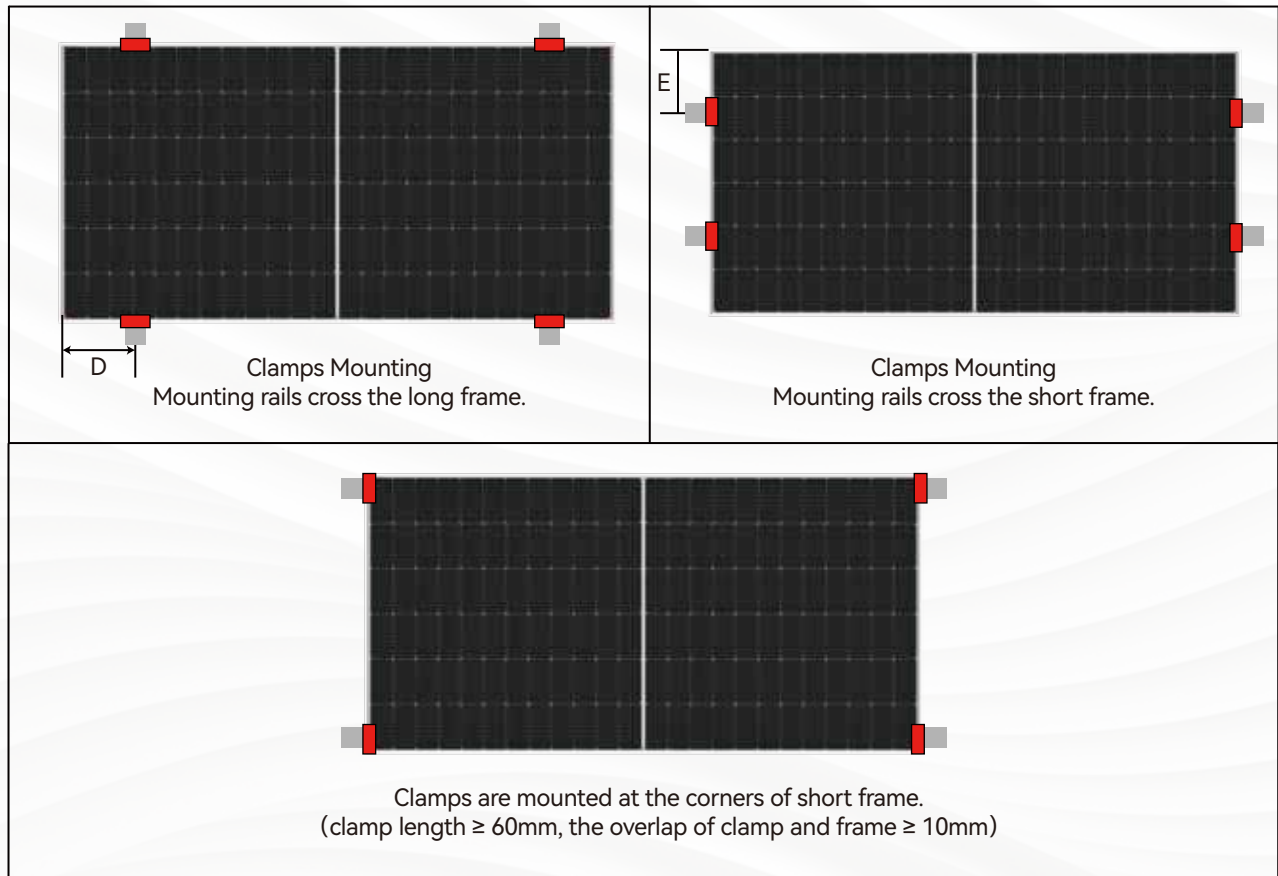 E
D
Clamps Mounting
Mounting rails cross the long frame.
Clamps Mounting
Mounting rails cross the short frame.
Clamps are mounted at the corners of short frame.
(clamp length ≥ 60mm, the overlap of clamp and frame ≥ 10mm)